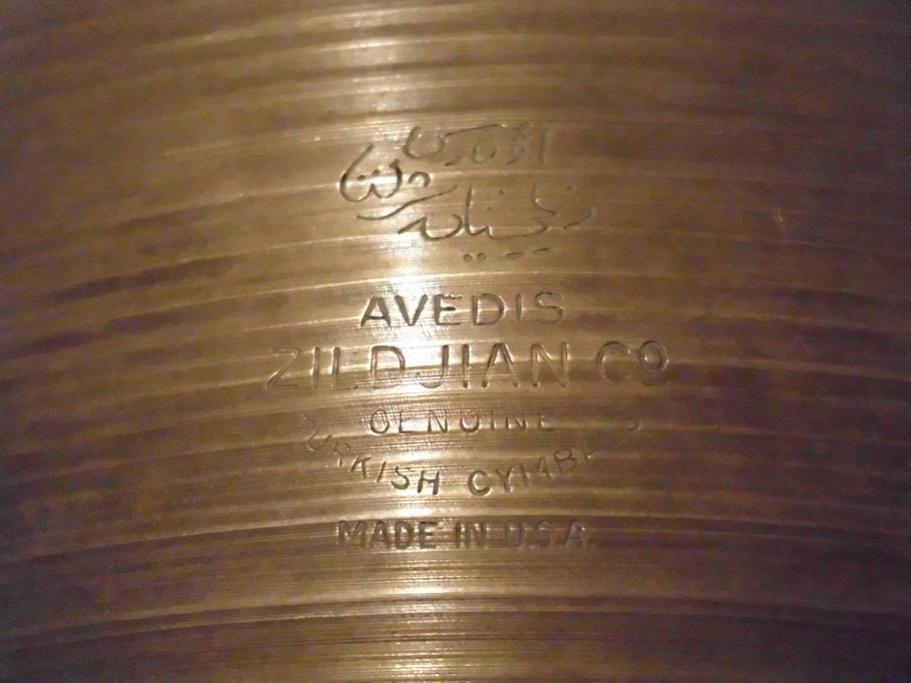 AVEDIS
ZILDJIAN CO
GENUINE
TURKISH CYMBALS
MADE IN U.S.A.